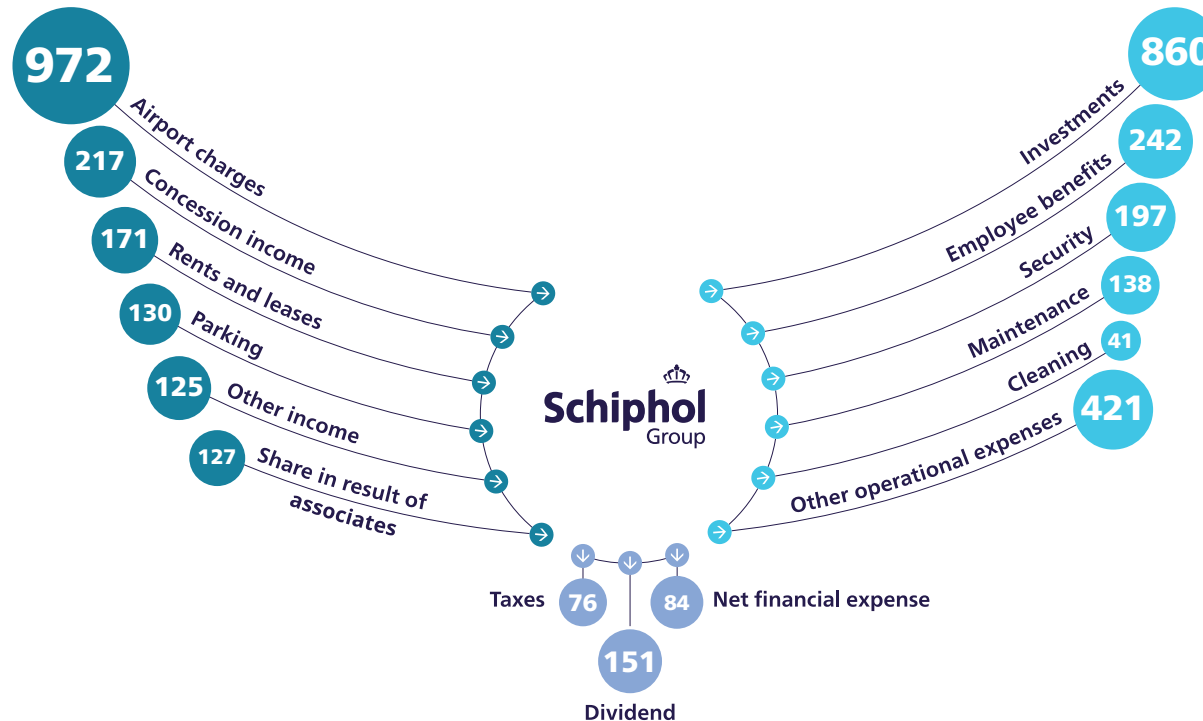 972
Airport charges
217
Concession income
171
Rents and leases
130
Parking
125
Other income
127
Share in result of
associates
Schiphol
Group
860
Investments
242
Employee benefits
197
Security
138
Maintenance
41
Cleaning
421
Other operational expenses
Taxes
76
84
Net financial expense
151
Dividend